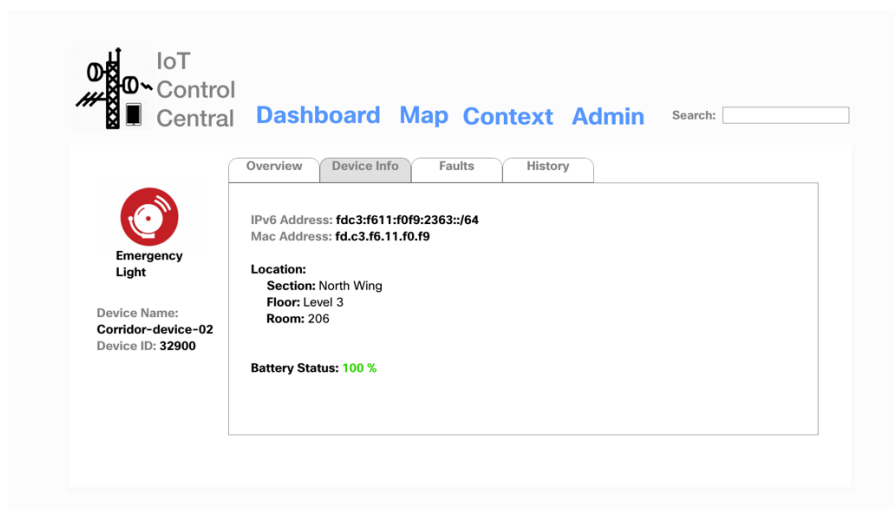 IoT
Control
Central
Dashboard Map Context Admin Search:
Overview Device Info Faults History
Emergency
Light
Device Name:
Corridor-device-02
Device ID: 32900
IPv6 Address: fdc3:f611:f0f9:2363::/64
Mac Address: fd.c3.f6.11.f0.f9
Location:
Section: North Wing
Floor: Level 3
Room: 206
Battery Status: 100 %